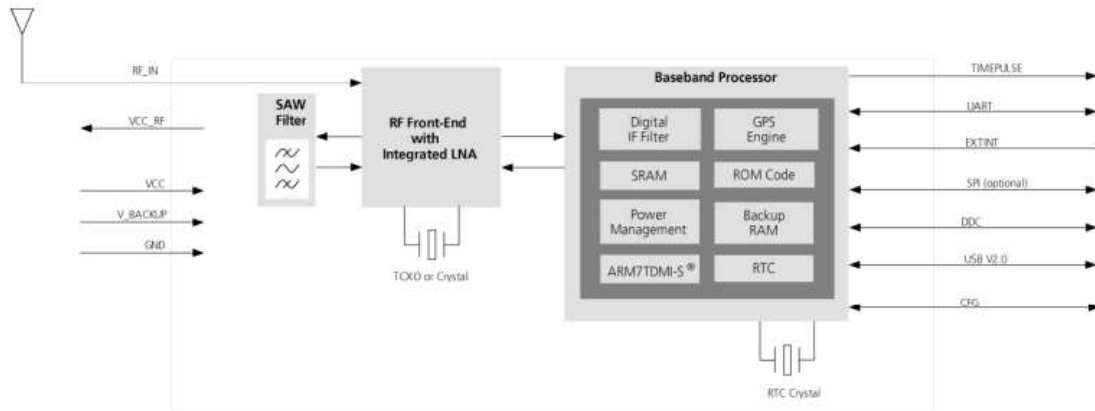 RF_IN
VCC_RF
VCC
V_BACKUP
GND
SAW
Filter
RF Front-End
with
Integrated LNA
TCXO or Crystal
Baseband Processor
Digital
IF Filter
GPS
Engine
SRAM
ROM Code
Power
Management
Backup
RAM
ARM7TDMI-S®
RTC
RTC Crystal
TIMEPULSE
UART
EXTINT
SPI (optional)
DDC
USB V2.0
CFG